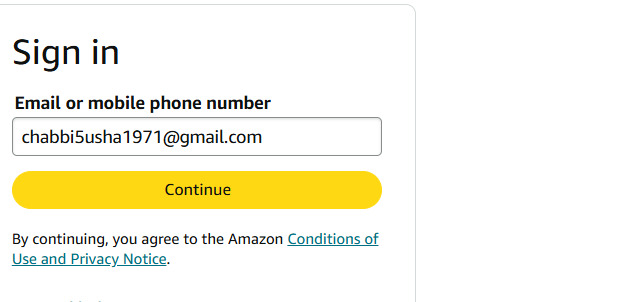 Sign in
Email or mobile phone number
chabbi5usha1971@gmail.com
Continue
By continuing, you agree to the Amazon Conditions of
Use and Privacy Notice.